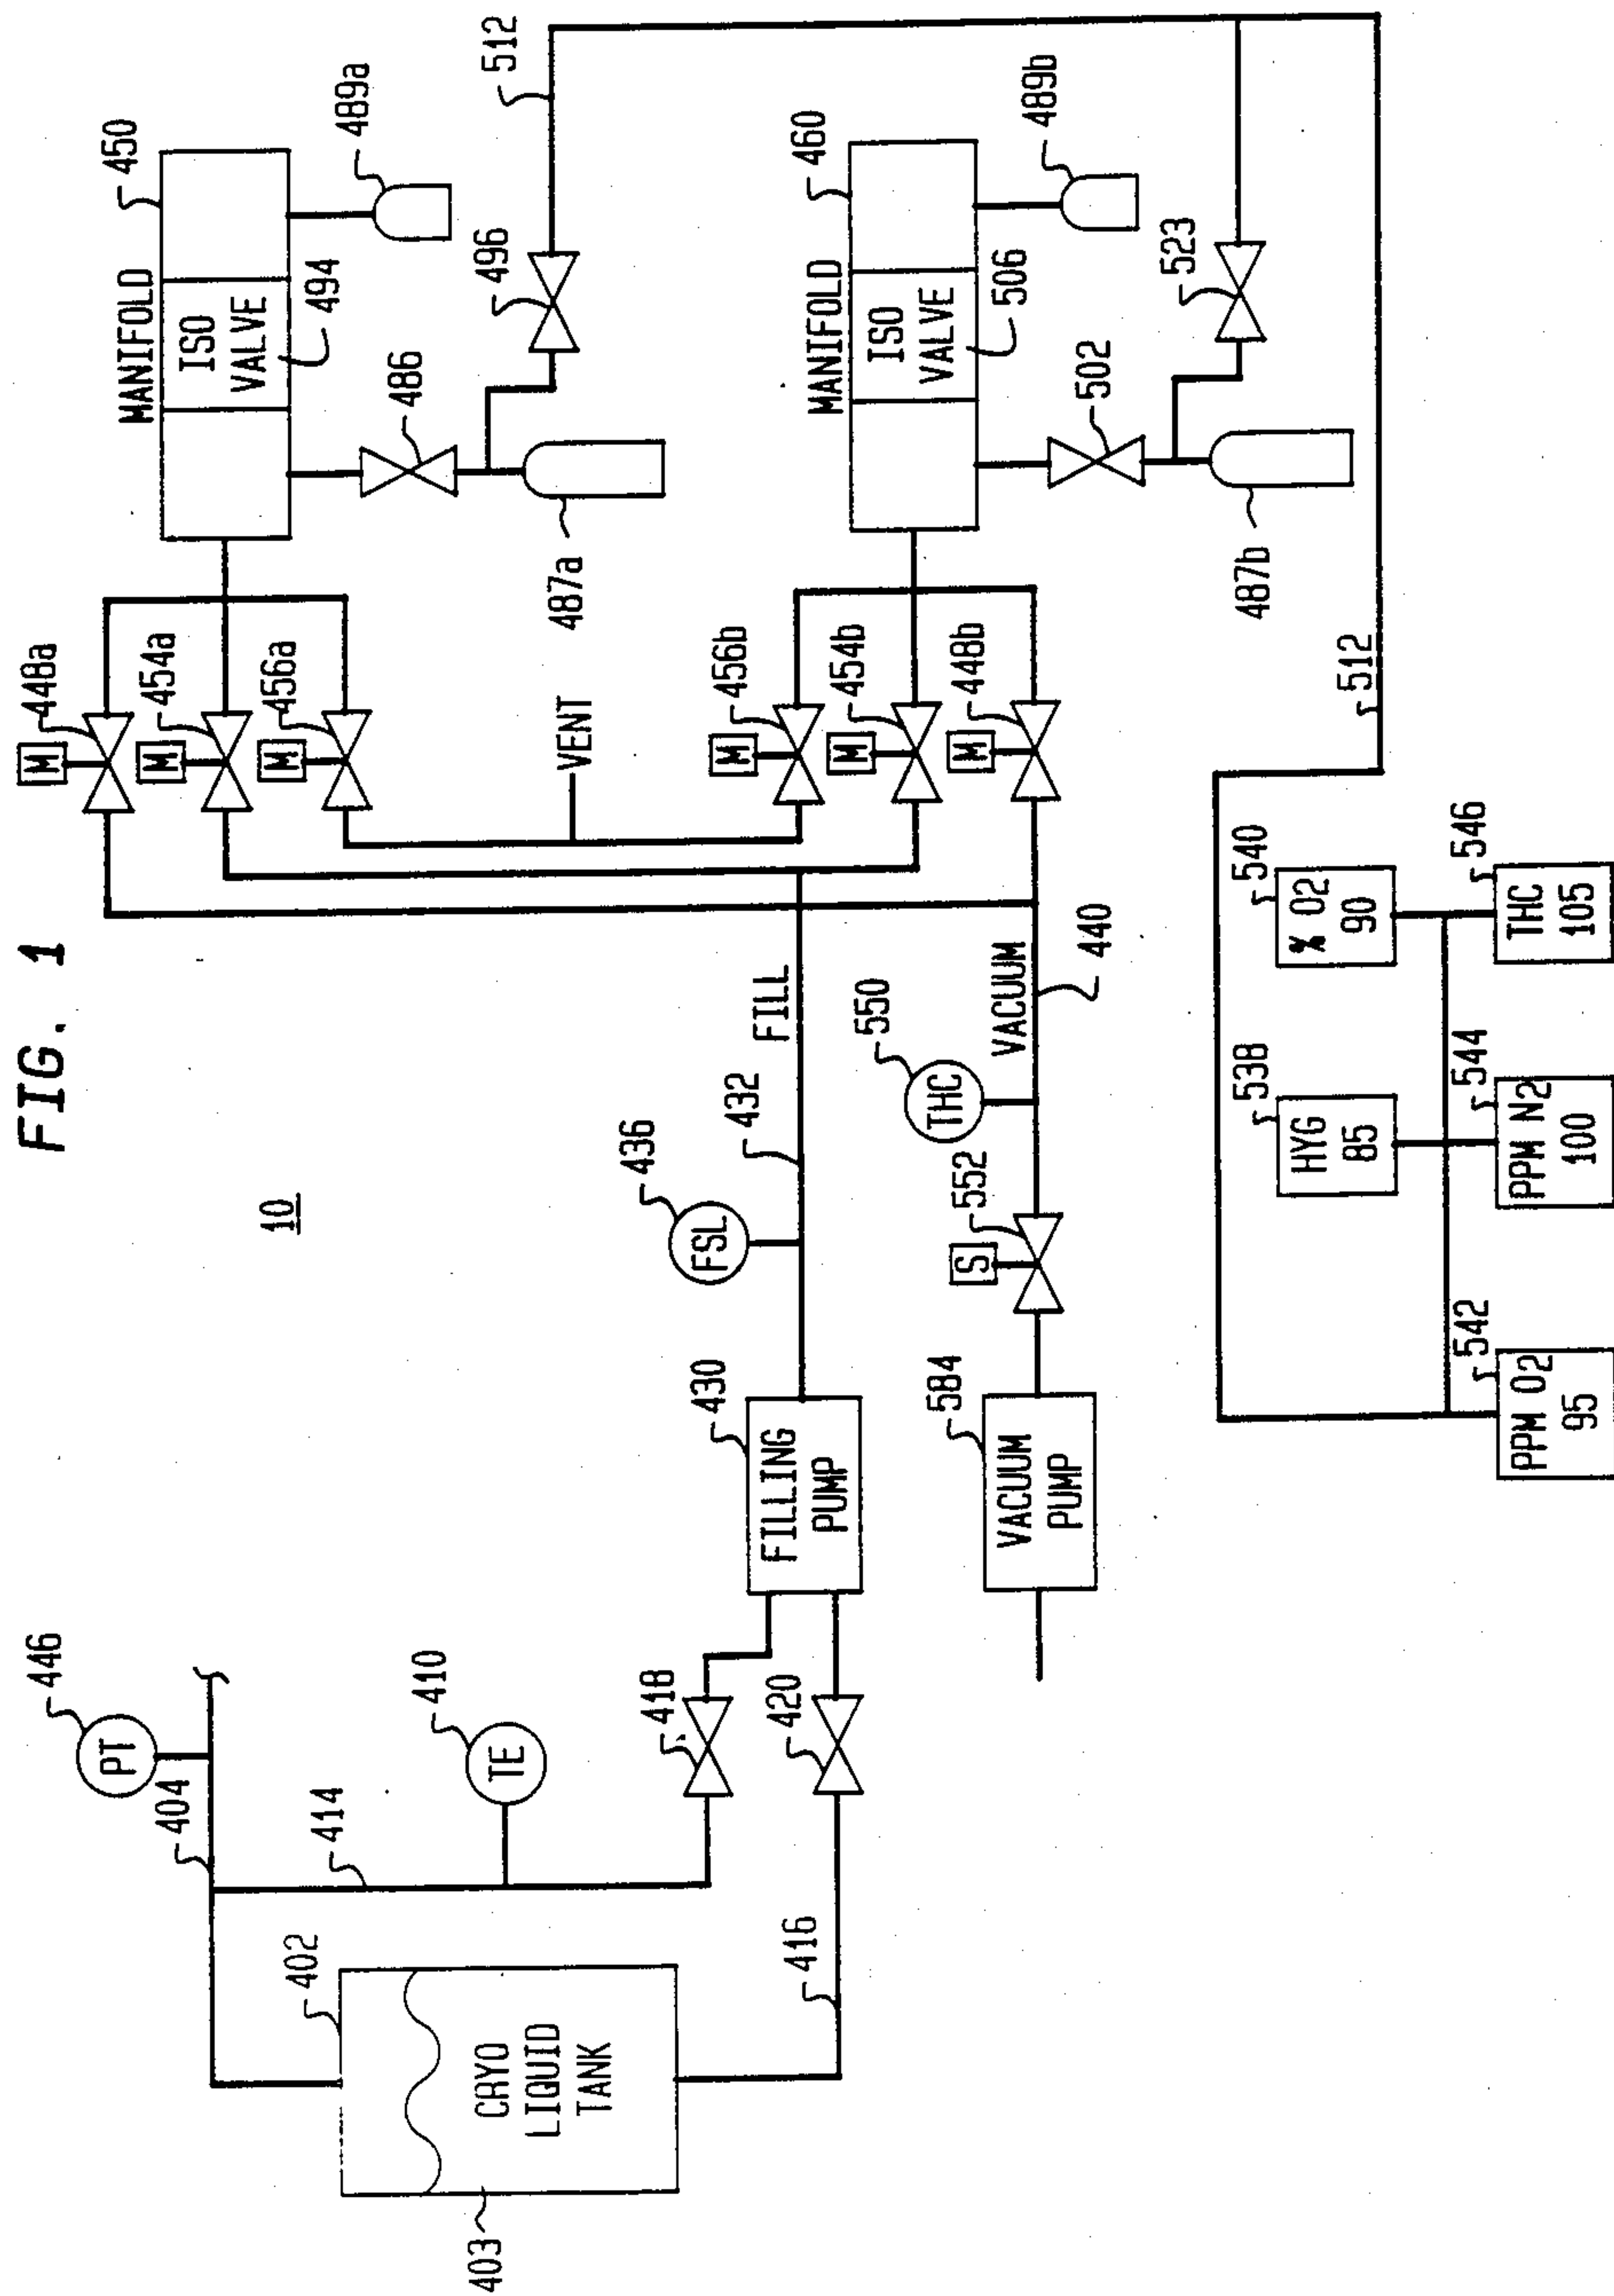 FIG. 1
10
446
PT
404
414
410
TE
402
CRYO
LIQUID
TANK
403
416
418
420
430
FILLING
PUMP
436
FSL
432
FILL
584
VACUUM
PUMP
552
S
550
THC
VACUUM
440
448a
M
454a
M
456a
M
VENT
456b
M
454b
M
448b
M
MANIFOLD
450
ISO
VALVE
494
489a
486
487a
496
512
MANIFOLD
460
ISO
VALVE
506
489b
502
487b
523
512
538
HYG
85
540
% O2
90
542
PPM O2
95
544
PPM N2
100
546
THC
105